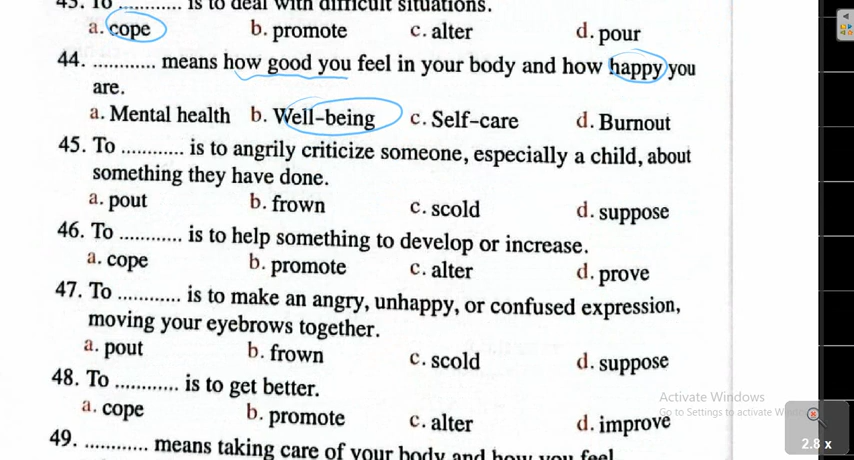 43. To ............ is to deal with difficult situations.
a. cope b. promote c. alter d. pour
44. ............ means how good you feel in your body and how happy you
are.
a. Mental health b. Well-being c. Self-care d. Burnout
45. To ............ is to angrily criticize someone, especially a child, about
something they have done.
a. pout b. frown c. scold d. suppose
46. To ............ is to help something to develop or increase.
a. cope b. promote c. alter d. prove
47. To ............ is to make an angry, unhappy, or confused expression,
moving your eyebrows together.
a. pout b. frown c. scold d. suppose
48. To ............ is to get better.
a. cope b. promote c. alter d. improve
Activate Windows
Go to Settings to activate Windows
2.8 x
49. ............ means taking care of your body and how you feel